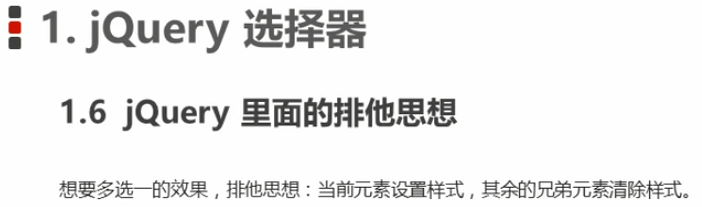 1. jQuery 选择器
1.6 jQuery 里面的排他思想
想要多选一的效果，排他思想：当前元素设置样式，其余的兄弟元素清除样式。